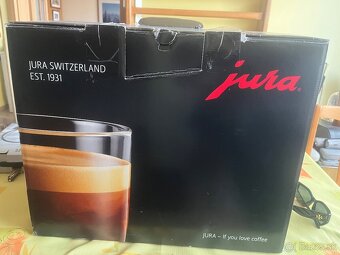 JURA SWITZERLAND
EST. 1931
jura
JURA – If you love coffee